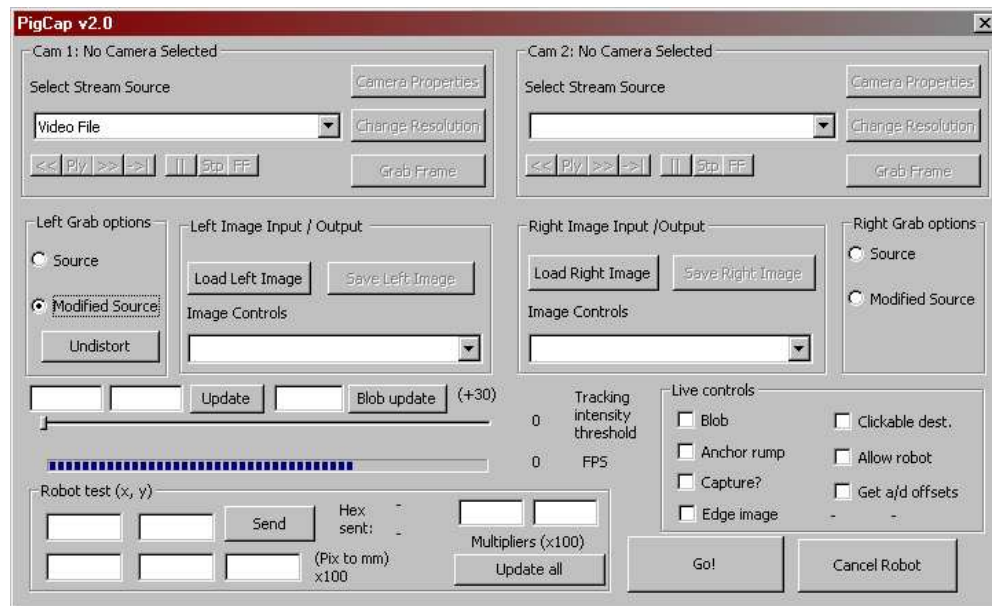 PigCap v2.0
Cam 1: No Camera Selected
Select Stream Source
Camera Properties
Video File
Change Resolution
<< Ply >> ->| || Stp FF
Grab Frame
Cam 2: No Camera Selected
Select Stream Source
Camera Properties
Change Resolution
<< Ply >> ->| || Stp FF
Grab Frame
Left Grab options
Source
Modified Source
Undistort
Left Image Input / Output
Load Left Image
Save Left Image
Image Controls
Right Image Input /Output
Load Right Image
Save Right Image
Image Controls
Right Grab options
Source
Modified Source
Update
Blob update
(+30)
0
Tracking
intensity
threshold
0
FPS
Live controls
Blob
Anchor rump
Capture?
Edge image
Clickable dest.
Allow robot
Get a/d offsets
- -
Robot test (x, y)
Send
Hex
sent:
-
-
(Pix to mm)
x100
Multipliers (x100)
Update all
Go!
Cancel Robot